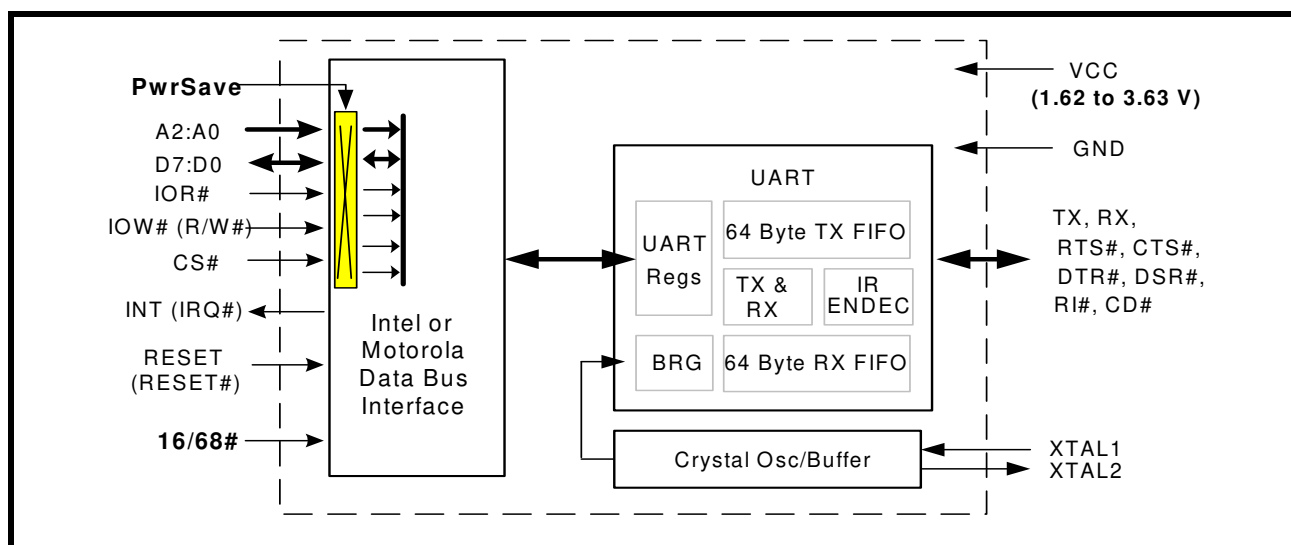 PwrSave
A2:A0
D7:D0
IOR#
IOW# (R/W#)
CS#
INT (IRQ#)
RESET
(RESET#)
16/68#
Intel or
Motorola
Data Bus
Interface
UART
UART
Regs
64 Byte TX FIFO
TX &
RX
IR
ENDEC
BRG
64 Byte RX FIFO
Crystal Osc/Buffer
VCC
(1.62 to 3.63 V)
GND
TX, RX,
RTS#, CTS#,
DTR#, DSR#,
RI#, CD#
XTAL1
XTAL2